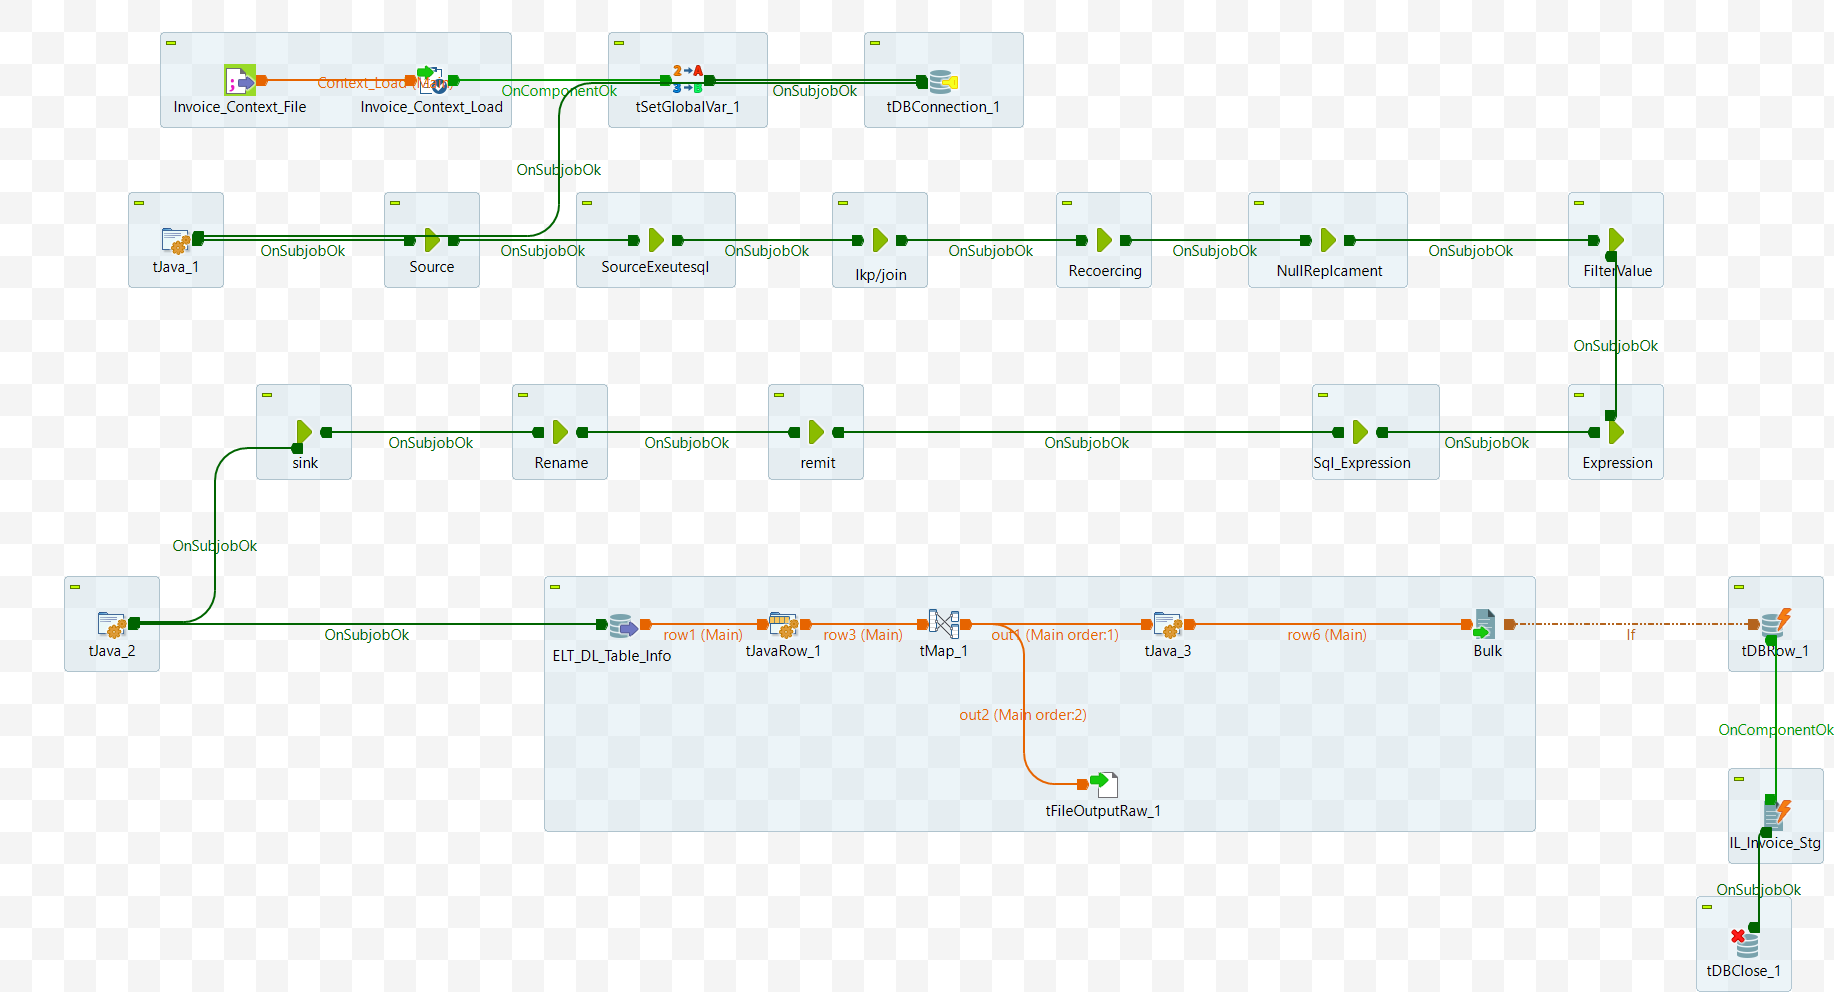 Context_Load (Main)
OnComponentOk
OnSubjobOk
Invoice_Context_File
Invoice_Context_Load
tSetGlobalVar_1
tDBConnection_1
OnSubjobOk
OnSubjobOk
OnSubjobOk
OnSubjobOk
OnSubjobOk
OnSubjobOk
OnSubjobOk
tJava_1
Source
SourceExeutesql
lkp/join
Recoercing
NullReplcament
FilterValue
OnSubjobOk
OnSubjobOk
OnSubjobOk
OnSubjobOk
OnSubjobOk
sink
Rename
remit
Sql_Expression
Expression
OnSubjobOk
OnSubjobOk
row1 (Main)
row3 (Main)
out1 (Main order:1)
row6 (Main)
If
tJava_2
ELT_DL_Table_Info
tJavaRow_1
tMap_1
tJava_3
Bulk
tDBRow_1
out2 (Main order:2)
OnComponentOk
tFileOutputRaw_1
IL_Invoice_Stg
OnSubjobOk
tDBClose_1